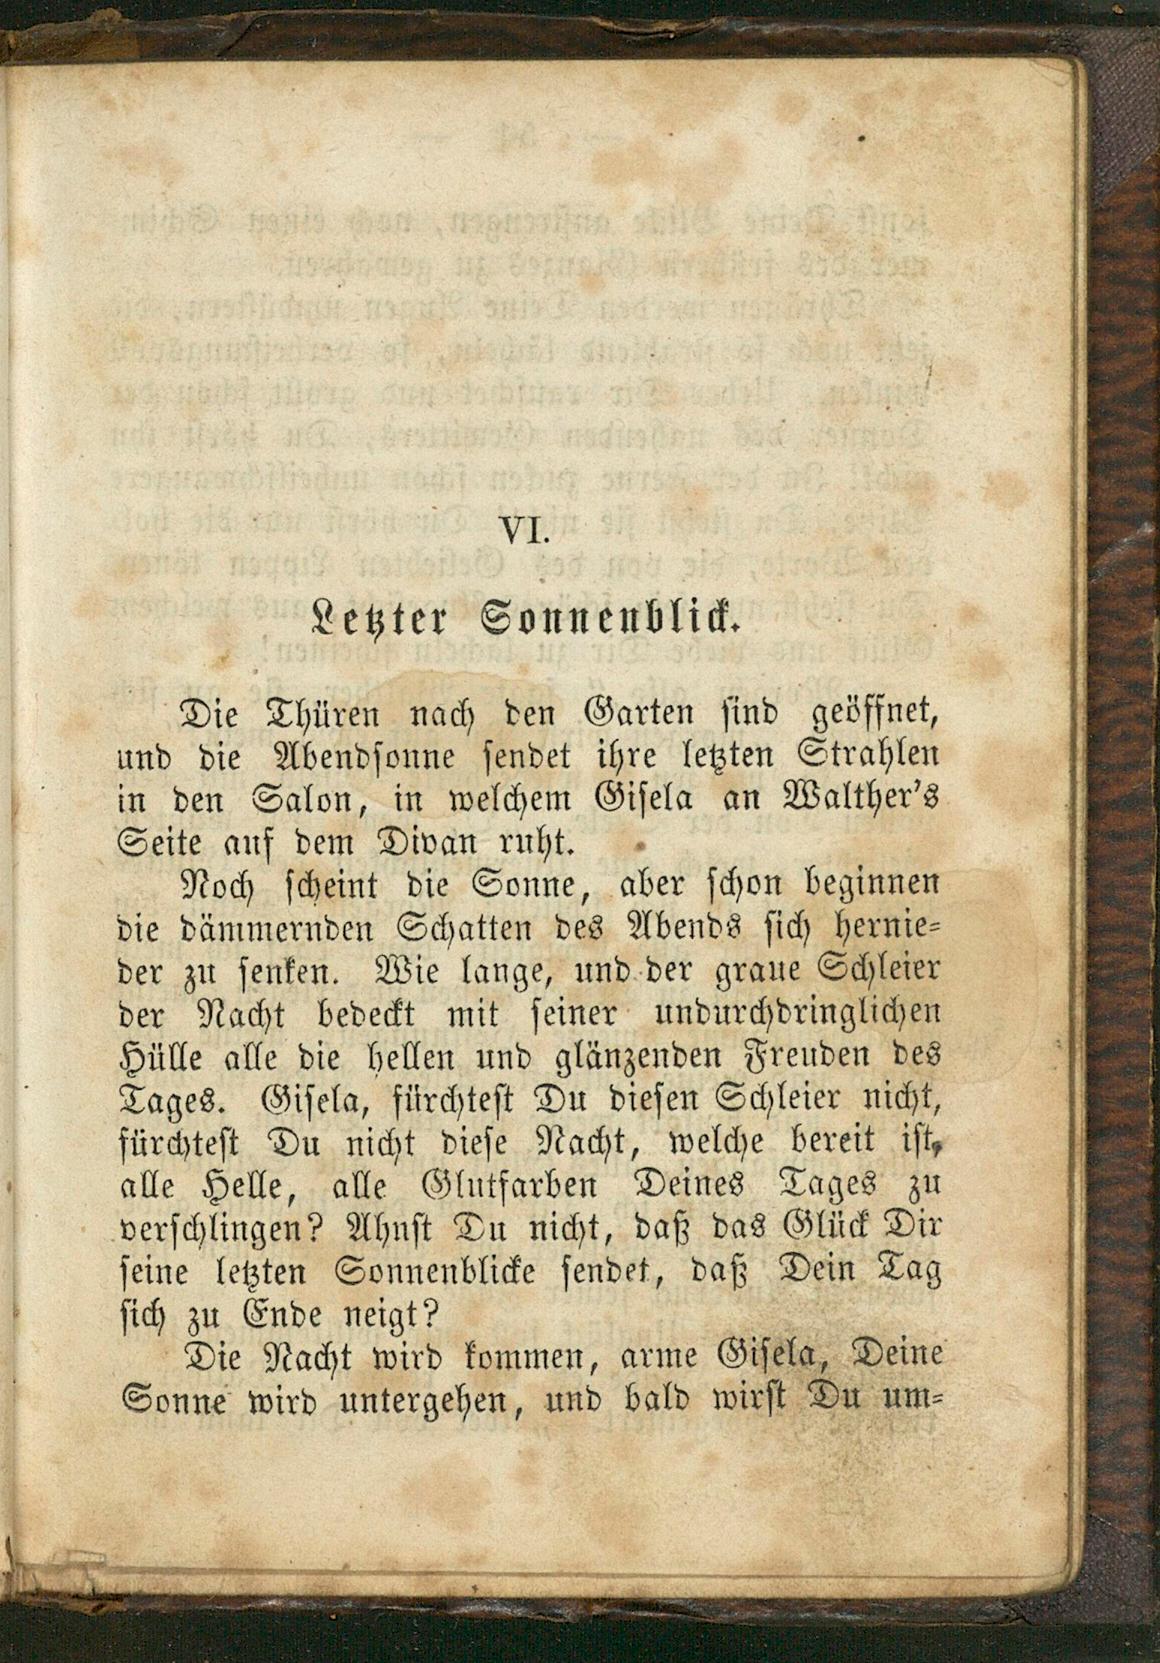 VI.
Letzter Sonnenblick.
Die Thüren nach den Garten sind geöffnet,
und die Abendsonne sendet ihre letzten Strahlen
in den Salon, in welchem Gisela an Walther's
Seite auf dem Divan ruht.
Noch scheint die Sonne, aber schon beginnen
die dämmernden Schatten des Abends sich hernie-
der zu senken. Wie lange, und der graue Schleier
der Nacht bedeckt mit seiner undurchdringlichen
Hülle alle die hellen und glänzenden Freuden des
Tages. Gisela, fürchtest Du diesen Schleier nicht,
fürchtest Du nicht diese Nacht, welche bereit ist,
alle Helle, alle Glutfarben Deines Tages zu
verschlingen? Ahnst Du nicht, daß das Glück Dir
seine letzten Sonnenblicke sendet, daß Dein Tag
sich zu Ende neigt?
Die Nacht wird kommen, arme Gisela, Deine
Sonne wird untergehen, und bald wirst Du um-